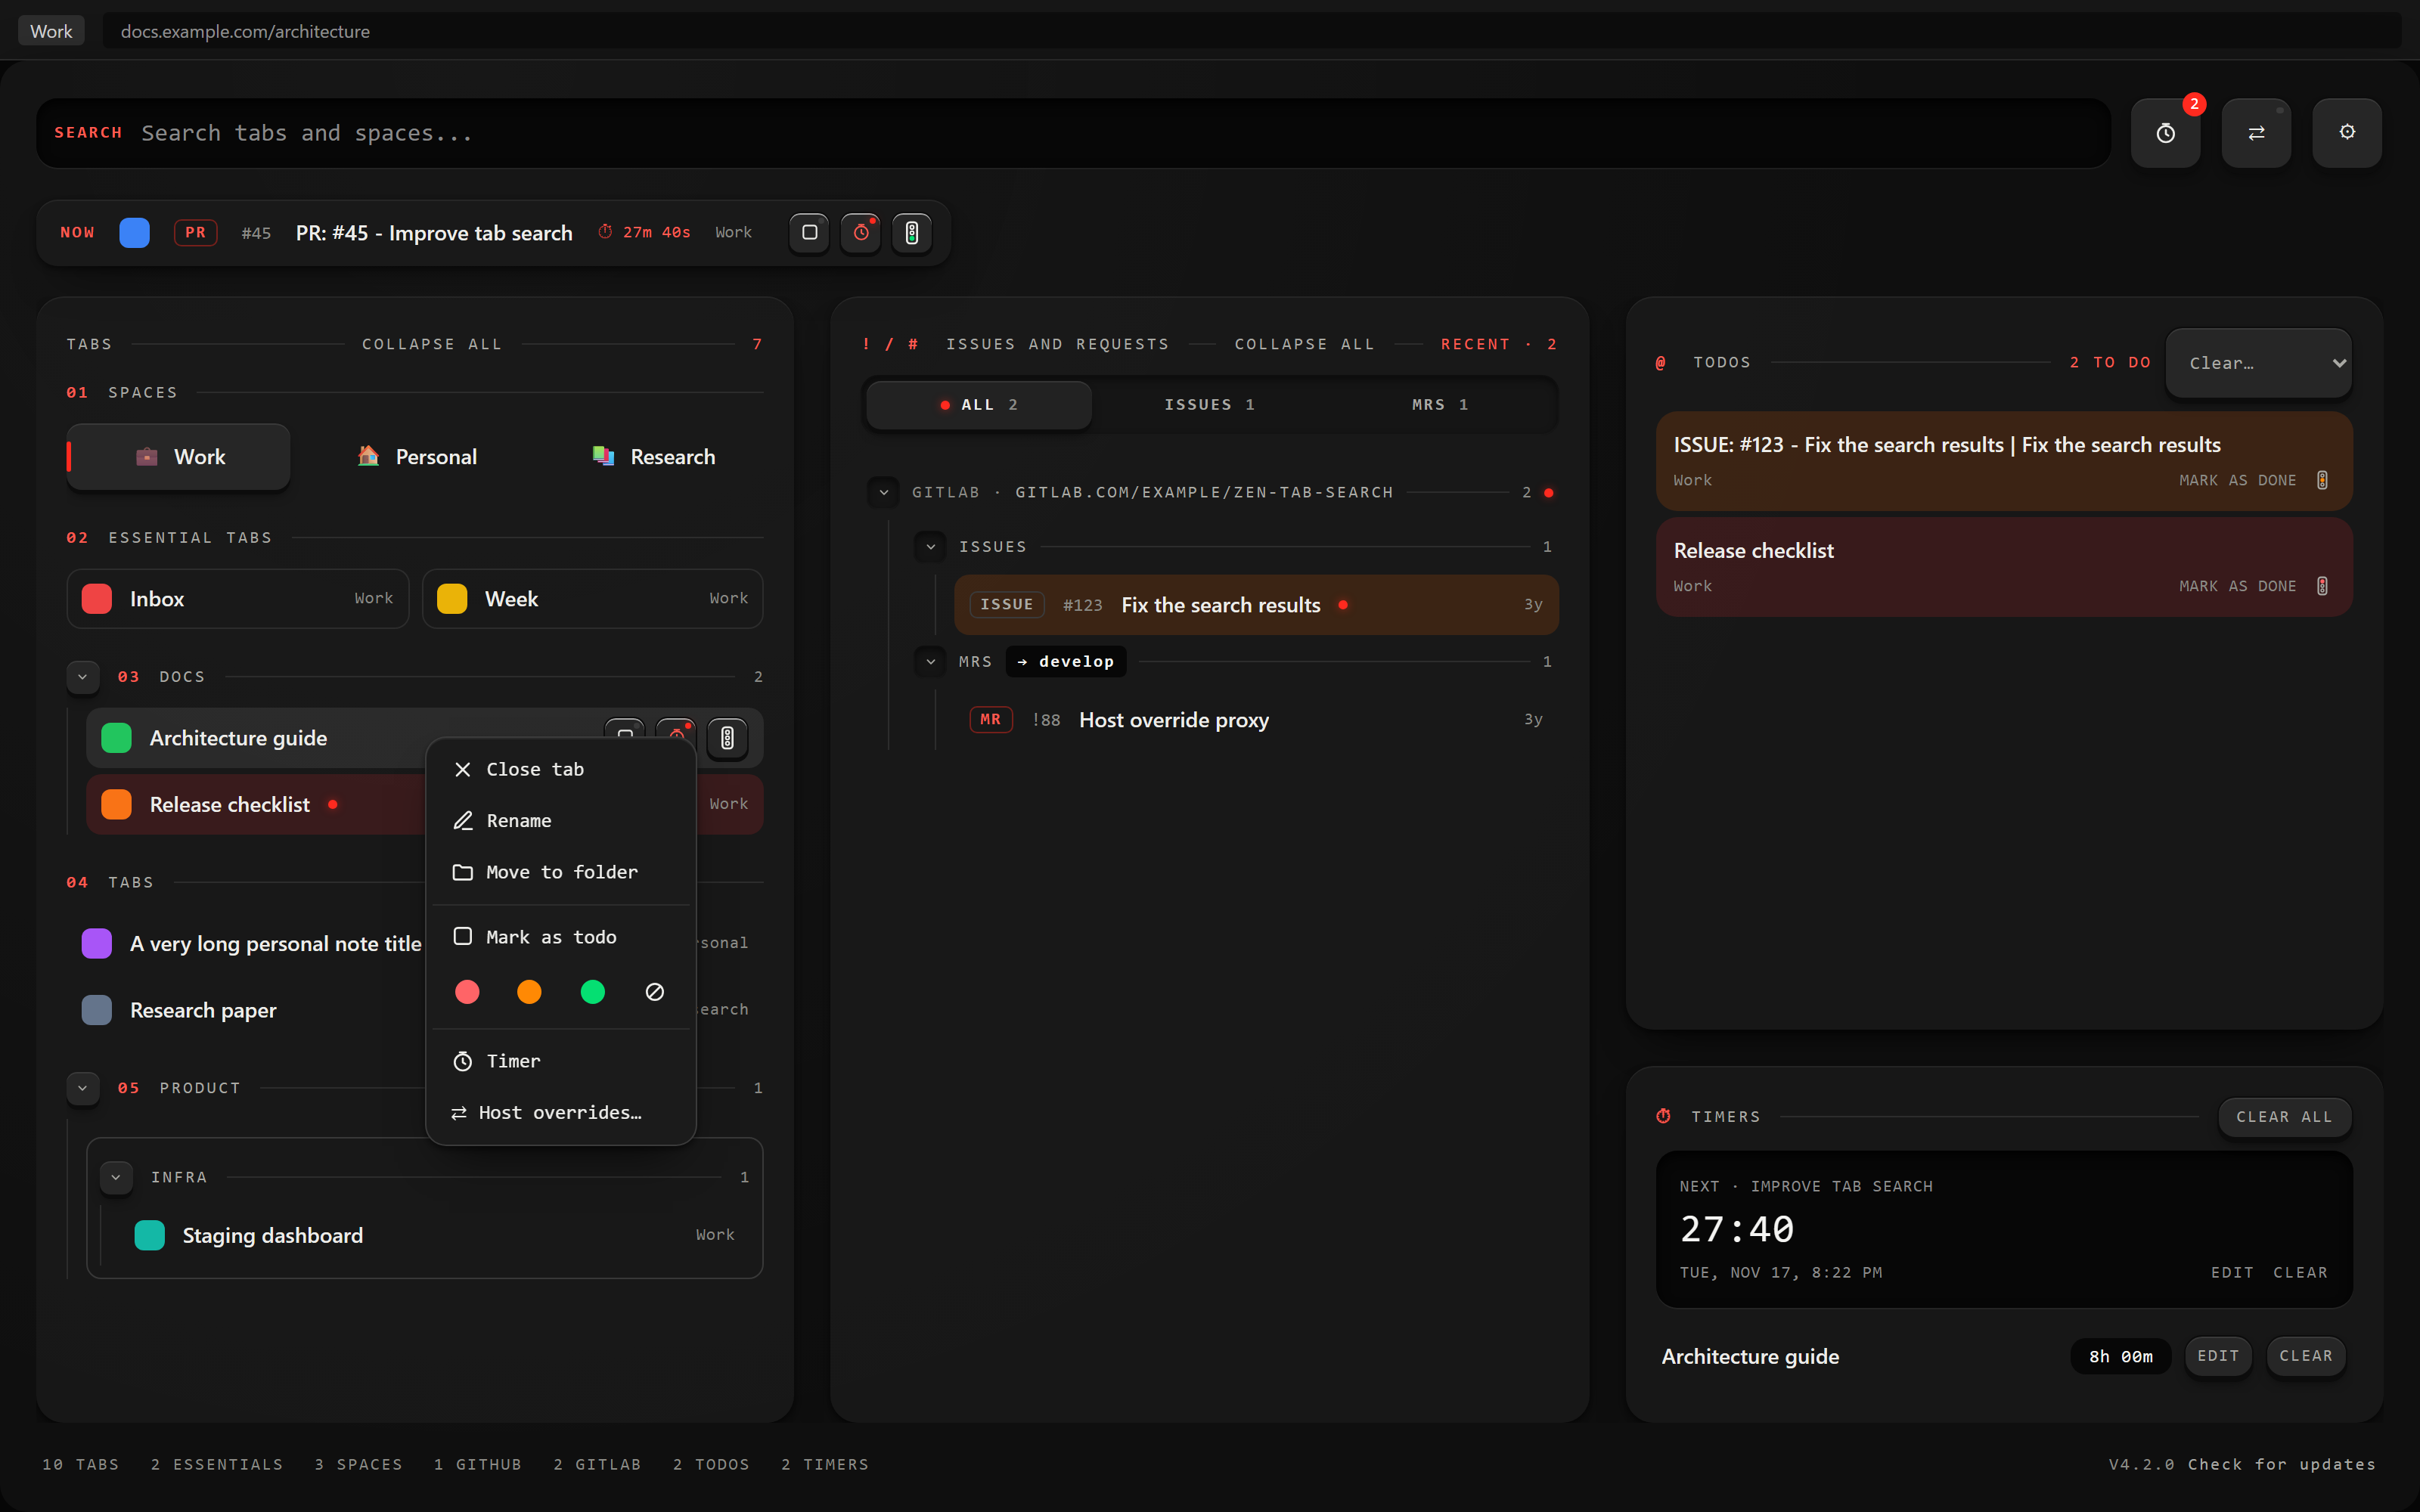 Work docs.example.com/architecture
SEARCH Search tabs and spaces...
2
NOW PR #45 PR: #45 - Improve tab search 27m 40s Work
TABS COLLAPSE ALL 7
01 SPACES
Work Personal Research
02 ESSENTIAL TABS
Inbox Work Week Work
03 DOCS 2
Architecture guide
Release checklist Work
04 TABS
A very long personal note title
Research paper
05 PRODUCT 1
INFRA 1
Staging dashboard Work
Close tab
Rename
Move to folder
Mark as todo
Timer
Host overrides…
! / # ISSUES AND REQUESTS COLLAPSE ALL RECENT · 2
ALL 2 ISSUES 1 MRS 1
GITLAB · GITLAB.COM/EXAMPLE/ZEN-TAB-SEARCH 2
ISSUES 1
ISSUE #123 Fix the search results 3y
MRS → develop 1
MR !88 Host override proxy 3y
@ TODOS 2 TO DO Clear…
ISSUE: #123 - Fix the search results | Fix the search results
Work MARK AS DONE
Release checklist
Work MARK AS DONE
TIMERS CLEAR ALL
NEXT · IMPROVE TAB SEARCH
27:40
TUE, NOV 17, 8:22 PM EDIT CLEAR
Architecture guide 8h 00m EDIT CLEAR
10 TABS 2 ESSENTIALS 3 SPACES 1 GITHUB 2 GITLAB 2 TODOS 2 TIMERS V4.2.0 Check for updates